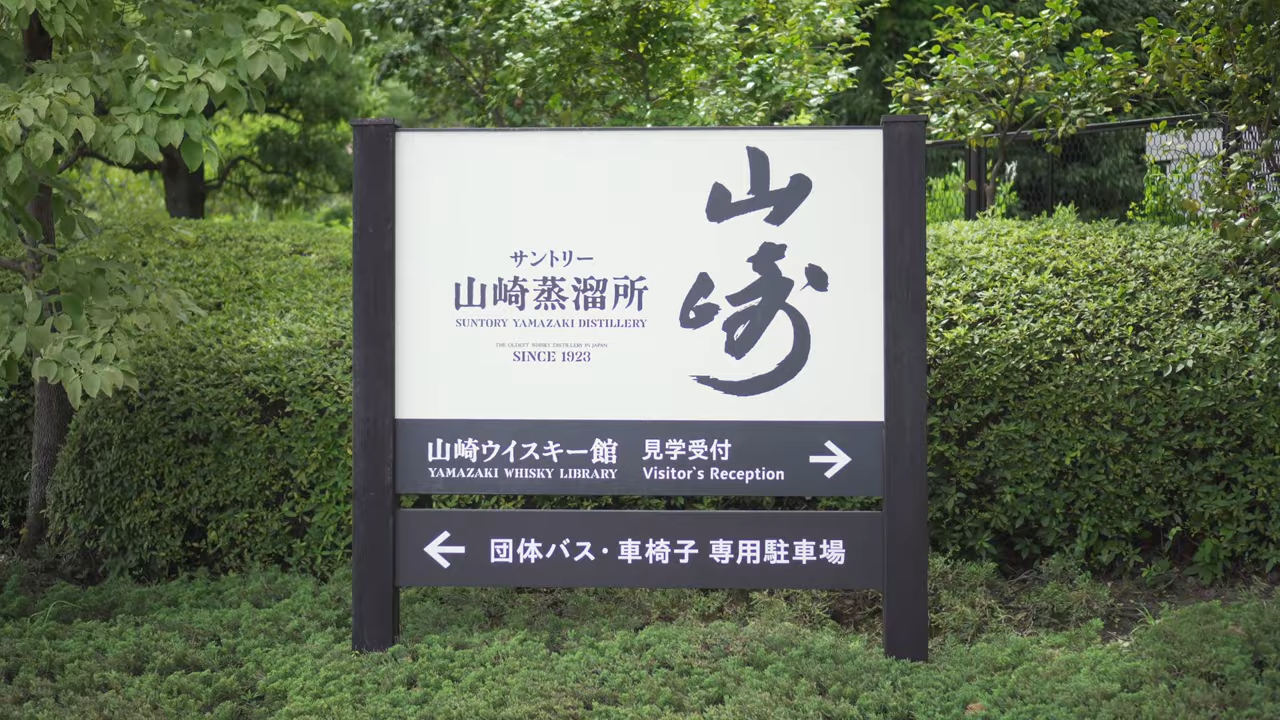 サントリー
山崎蒸溜所
SUNTORY YAMAZAKI DISTILLERY
THE OLDEST WHISKY DISTILLERY IN JAPAN
SINCE 1923
山崎
山崎ウイスキー館
YAMAZAKI WHISKY LIBRARY
見学受付
Visitor`s Reception
→
← 団体バス・車椅子 専用駐車場